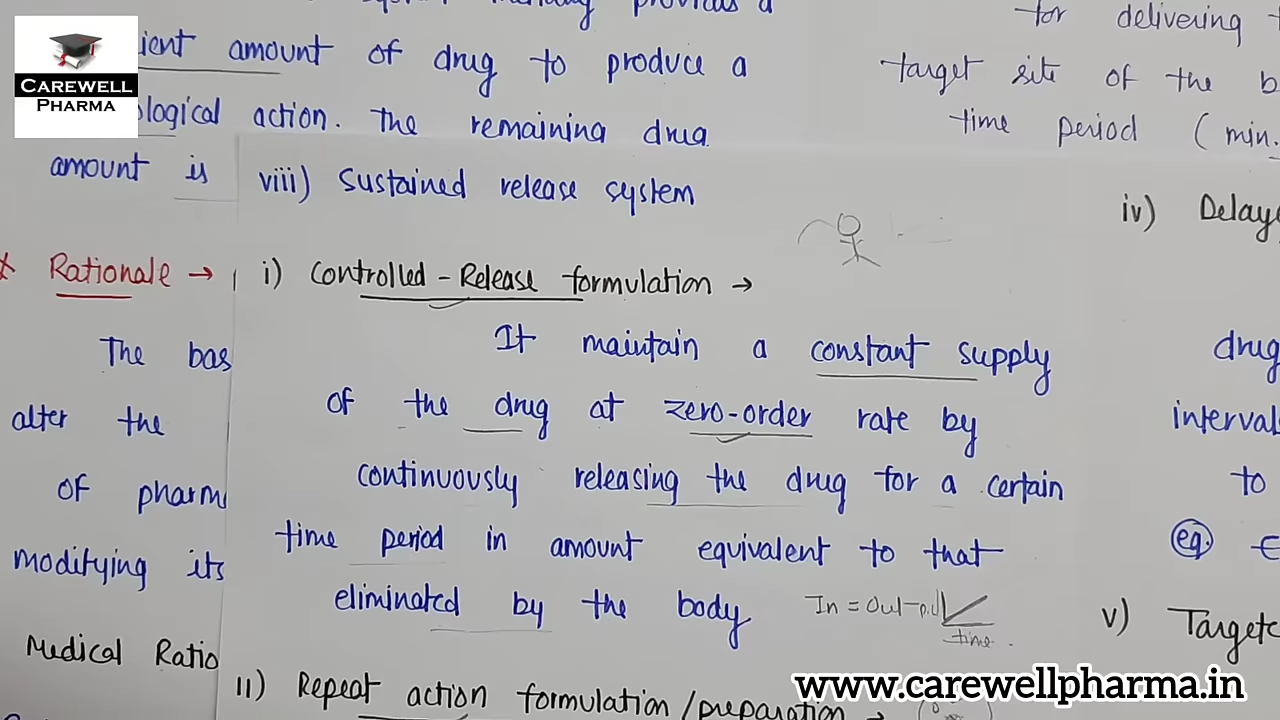 CAREWELL
PHARMA
amount of drug to produce a
action. The remaining drug
amount is
* Rationale →
The bas
alter the
of pharm
modifying its
Medical Ratio
viii) Sustained release system
i) Controlled-Release formulation →
It maintain a constant supply
of the drug at zero-order rate by
continuously releasing the drug for a certain
time period in amount equivalent to that
eliminated by the body
In = Out
time
ii) Repeat action formulation/preparation →
for delivering
target site of the b
time period (min.
iv) Delay
drug
interval
to
eg.
v) Targete
www.carewellpharma.in